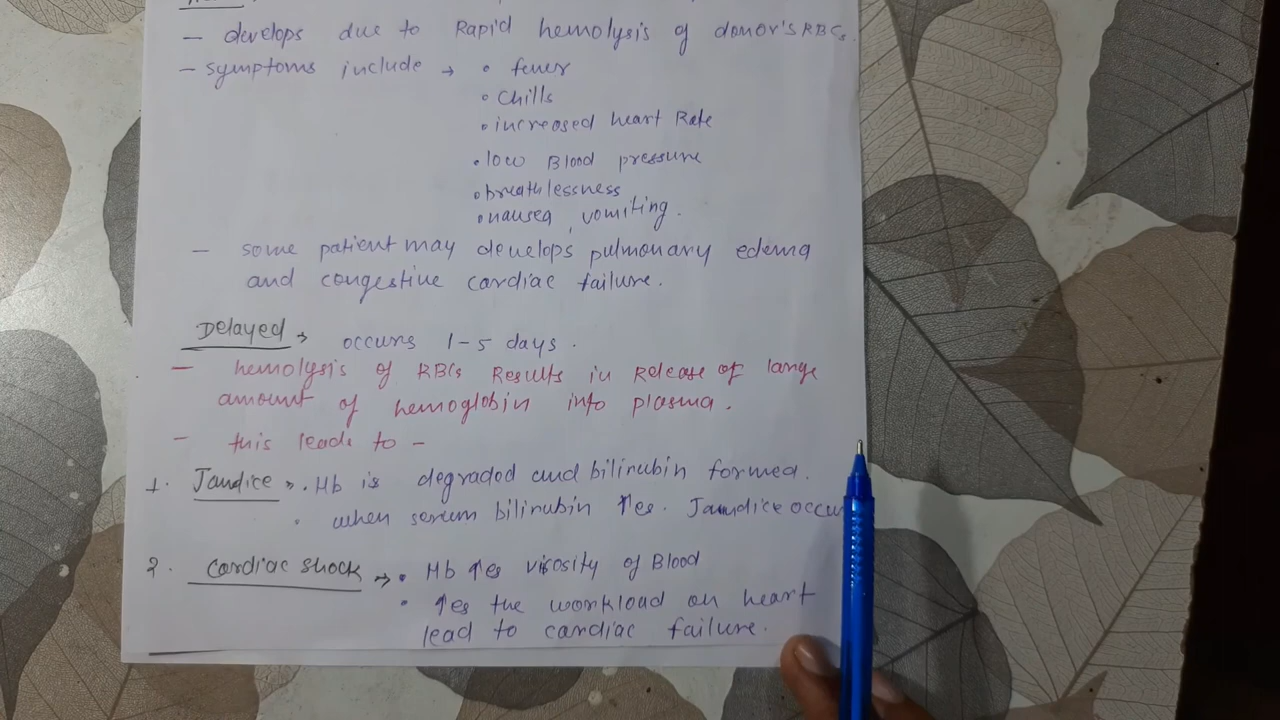 - develops due to Rapid hemolysis of donor's RBCs.
- symptoms include → • fever
• chills
• increased heart Rate
• low Blood pressure
• breathlessness
• nausea, vomiting.
- some patient may develops pulmonary edema
and congestive cardiac failure.
Delayed → occurs 1-5 days.
- hemolysis of RBCs Results in Release of large
amount of hemoglobin into plasma.
- this leads to -
1. Jaundice → • Hb is degraded and bilirubin formed.
• when serum bilirubin ↑es. Jaundice occur
2. Cardiac shock → • Hb ↑es viscosity of Blood
• ↑es the workload on heart
lead to cardiac failure.